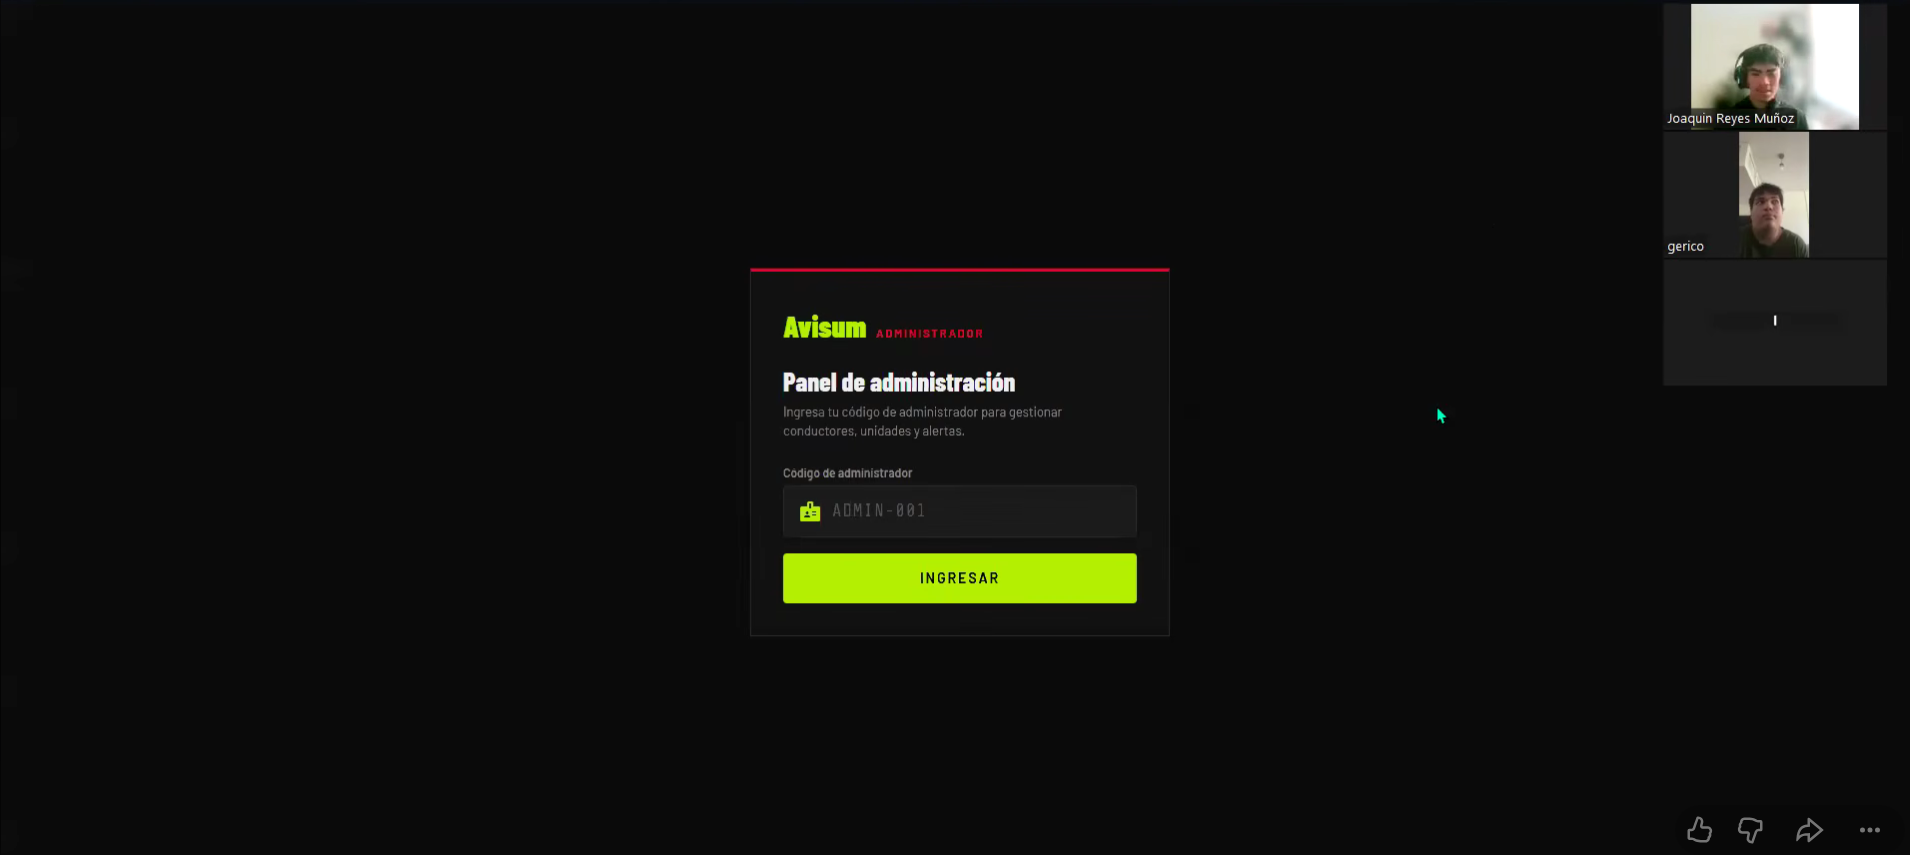 Avisum ADMINISTRADOR
Panel de administración
Ingresa tu código de administrador para gestionar
conductores, unidades y alertas.
Código de administrador
ADMIN-001
INGRESAR
Joaquin Reyes Muñoz
gerico